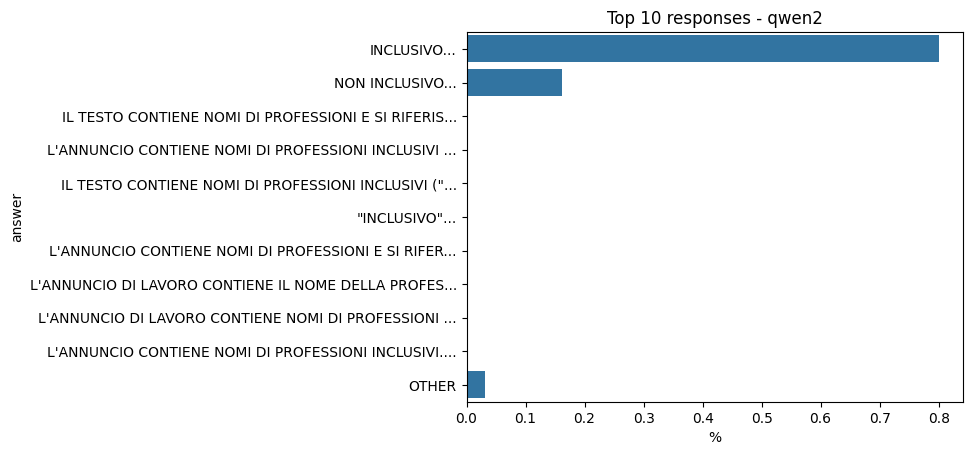 Top 10 responses - qwen2
INCLUSIVO...
NON INCLUSIVO...
IL TESTO CONTIENE NOMI DI PROFESSIONI E SI RIFERIS...
L'ANNUNCIO CONTIENE NOMI DI PROFESSIONI INCLUSIVI ...
IL TESTO CONTIENE NOMI DI PROFESSIONI INCLUSIVI ("...
"INCLUSIVO"...
L'ANNUNCIO CONTIENE NOMI DI PROFESSIONI E SI RIFER...
L'ANNUNCIO DI LAVORO CONTIENE IL NOME DELLA PROFES...
L'ANNUNCIO DI LAVORO CONTIENE NOMI DI PROFESSIONI ...
L'ANNUNCIO CONTIENE NOMI DI PROFESSIONI INCLUSIVI....
OTHER
answer
0.0 0.1 0.2 0.3 0.4 0.5 0.6 0.7 0.8
%